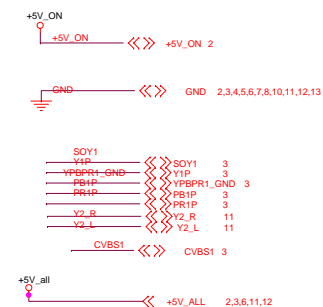 +5V_ON
+5V_ON +5V_ON 2
GND GND 2,3,4,5,6,7,8,10,11,12,13
SOY1 SOY1 3
Y1P Y1P 3
YPBPR1_GND YPBPR1_GND 3
PB1P PB1P 3
PR1P PR1P 3
Y2_R Y2_R 11
Y2_L Y2_L 11
CVBS1 CVBS1 3
+5V_all
+5V_ALL 2,3,6,11,12